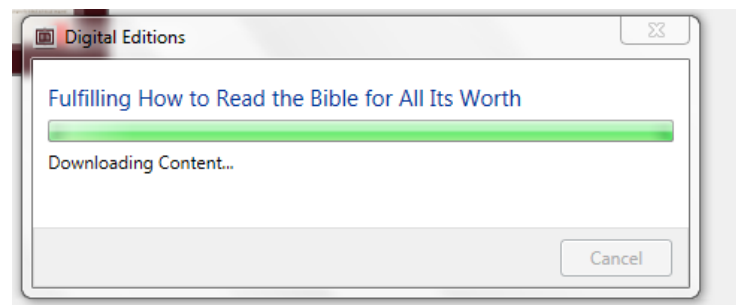 Digital Editions
Fulfilling How to Read the Bible for All Its Worth
Downloading Content...
Cancel